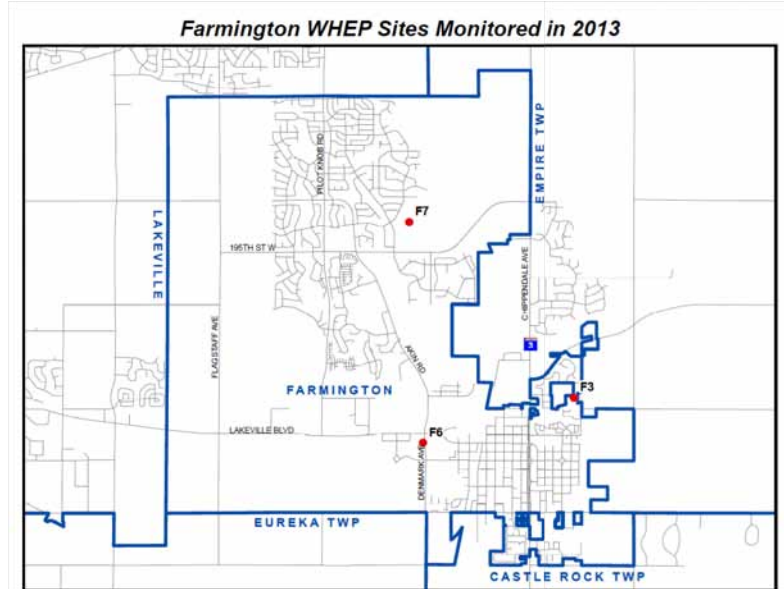 Farmington WHEP Sites Monitored in 2013
EMPIRE TWP
PILOT KNOB RD
F7
LAKEVILLE
195TH ST W
CHIPPENDALE AVE
FLAGSTAFF AVE
3
AKIN RD
FARMINGTON
F3
LAKEVILLE BLVD
F6
DENMARK AVE
EUREKA TWP
CASTLE ROCK TWP